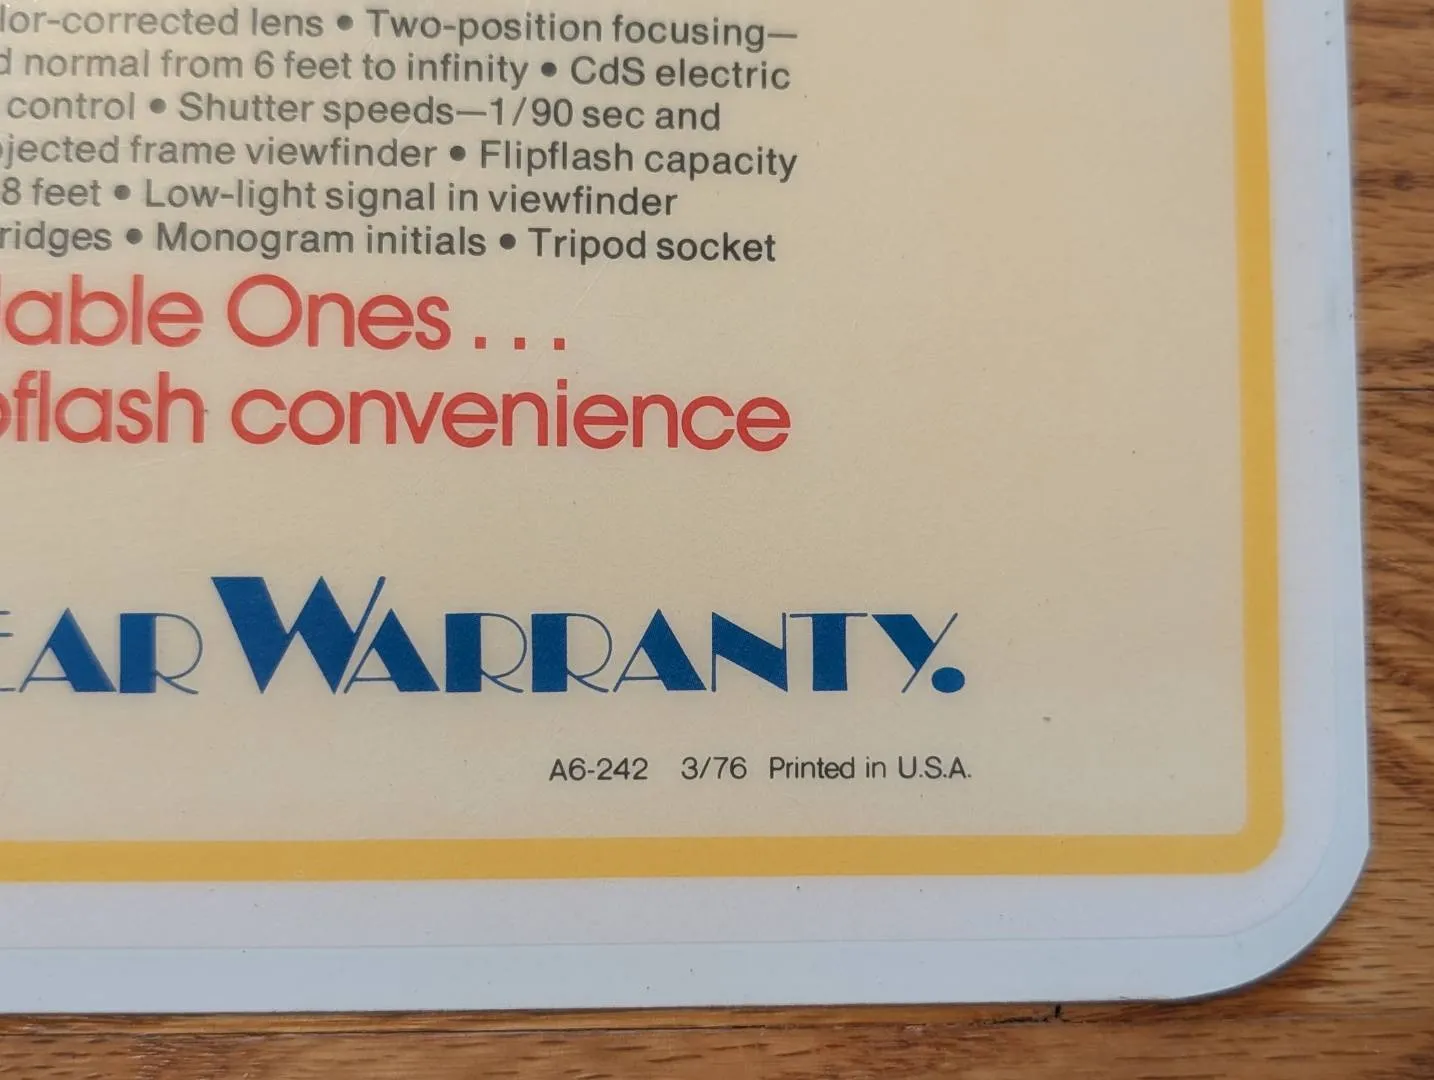 lor-corrected lens • Two-position focusing—
d normal from 6 feet to infinity • CdS electric
control • Shutter speeds—1/90 sec and
jected frame viewfinder • Flipflash capacity
8 feet • Low-light signal in viewfinder
ridges • Monogram initials • Tripod socket
lable Ones . . .
flash convenience
EAR WARRANTY.
A6-242 3/76 Printed in U.S.A.